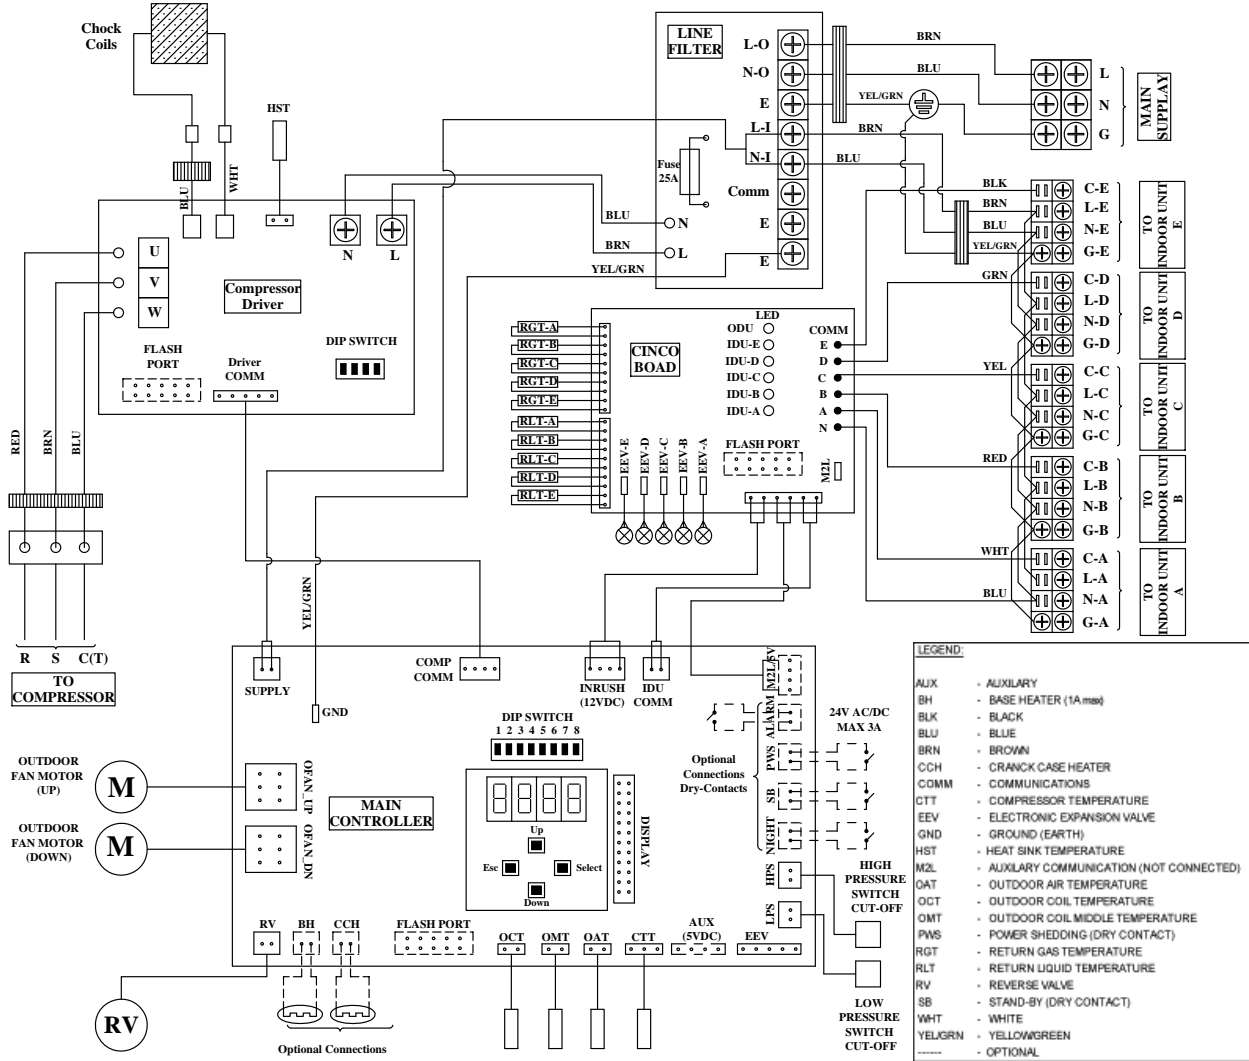 Chock
Coils
HST
BLU
WHT
U
V
W
N
L
Compressor
Driver
FLASH
PORT
Driver
COMM
DIP SWITCH
RED
BRN
BLU
R
S
C(T)
TO
COMPRESSOR
LINE
FILTER
L-O
N-O
E
L-I
N-I
Comm
E
E
Fuse
25A
N
L
BLU
BRN
YEL/GRN
BRN
BLU
YEL/GRN
BRN
BLU
L
N
G
MAIN
SUPPLAY
BLK
BRN
BLU
YEL/GRN
GRN
YEL
RED
WHT
BLU
C-E
L-E
N-E
G-E
TO
INDOOR UNIT
E
C-D
L-D
N-D
G-D
TO
INDOOR UNIT
D
C-C
L-C
N-C
G-C
TO
INDOOR UNIT
C
C-B
L-B
N-B
G-B
TO
INDOOR UNIT
B
C-A
L-A
N-A
G-A
TO
INDOOR UNIT
A
RGT-A
RGT-B
RGT-C
RGT-D
RGT-E
RLT-A
RLT-B
RLT-C
RLT-D
RLT-E
CINCO
BOAD
LED
ODU
IDU-E
IDU-D
IDU-C
IDU-B
IDU-A
COMM
E
D
C
B
A
N
EEV-E
EEV-D
EEV-C
EEV-B
EEV-A
FLASH PORT
M2L
YEL/GRN
SUPPLY
GND
COMP
COMM
INRUSH
(12VDC)
IDU
COMM
M2L/5V
ALARM
24V AC/DC
MAX 3A
PWS
SB
NIGHT
Optional
Connections
Dry-Contacts
DIP SWITCH
1 2 3 4 5 6 7 8
OUTDOOR
FAN MOTOR
(UP)
M
OFAN_UP
OUTDOOR
FAN MOTOR
(DOWN)
M
OFAN_DN
MAIN
CONTROLLER
Up
Esc
Select
Down
DISPLAY
HPS
LPS
HIGH
PRESSURE
SWITCH
CUT-OFF
LOW
PRESSURE
SWITCH
CUT-OFF
RV
BH
CCH
FLASH PORT
OCT
OMT
OAT
CTT
AUX
(5VDC)
EEV
RV
Optional Connections
LEGEND:
AUX - AUXILARY
BH - BASE HEATER (1A max)
BLK - BLACK
BLU - BLUE
BRN - BROWN
CCH - CRANCK CASE HEATER
COMM - COMMUNICATIONS
CTT - COMPRESSOR TEMPERATURE
EEV - ELECTRONIC EXPANSION VALVE
GND - GROUND (EARTH)
HST - HEAT SINK TEMPERATURE
M2L - AUXILARY COMMUNICATION (NOT CONNECTED)
OAT - OUTDOOR AIR TEMPERATURE
OCT - OUTDOOR COIL TEMPERATURE
OMT - OUTDOOR COIL MIDDLE TEMPERATURE
PWS - POWER SHEDDING (DRY CONTACT)
RGT - RETURN GAS TEMPERATURE
RLT - RETURN LIQUID TEMPERATURE
RV - REVERSE VALVE
SB - STAND-BY (DRY CONTACT)
WHT - WHITE
YEL/GRN - YELLOW/GREEN
------ - OPTIONAL